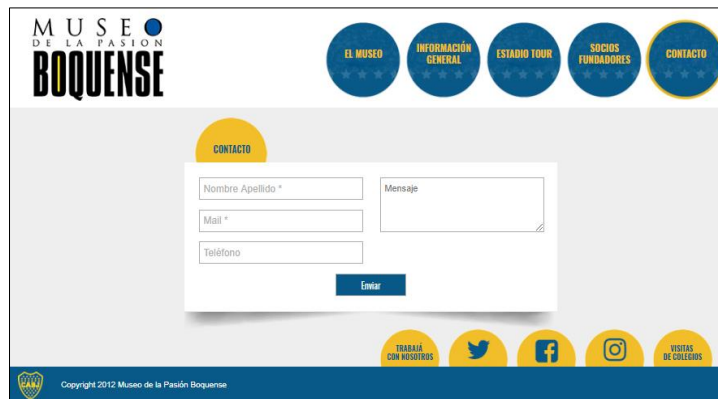 MUSEO
DE LA PASION
BOQUENSE
EL MUSEO
INFORMACIÓN
GENERAL
ESTADIO TOUR
SOCIOS
FUNDADORES
CONTACTO
CONTACTO
Nombre Apellido *
Mensaje
Mail *
Teléfono
Enviar
TRABAJÁ
CON NOSOTROS
VISITAS
DE COLEGIOS
CABJ
Copyright 2012 Museo de la Pasión Boquense